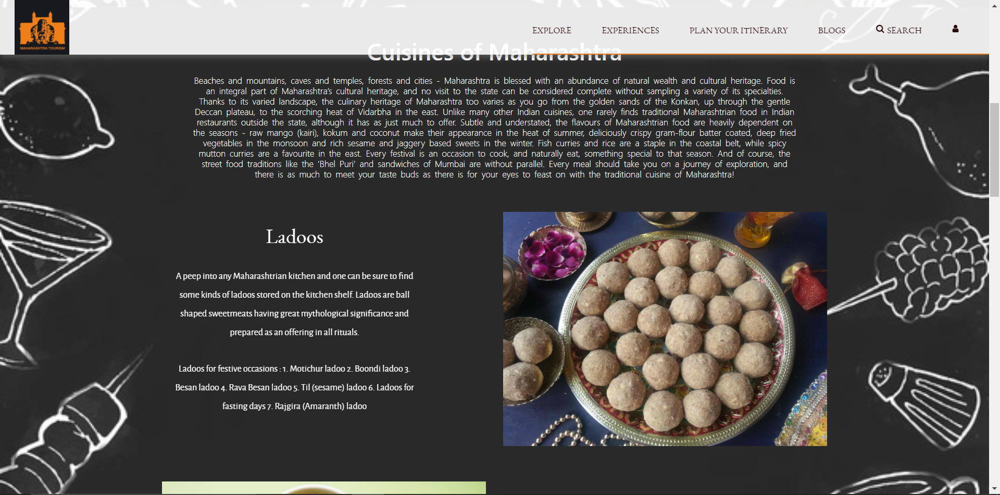 MAHARASHTRA TOURISM
EXPLORE
EXPERIENCES
PLAN YOUR ITINERARY
BLOGS
SEARCH
Cuisines of Maharashtra
Beaches and mountains, caves and temples, forests and cities - Maharashtra is blessed with an abundance of natural wealth and cultural heritage. Food is
an integral part of Maharashtra’s cultural heritage, and no visit to the state can be considered complete without sampling a variety of its specialties.
Thanks to its varied landscape, the culinary heritage of Maharashtra too varies as you go from the golden sands of the Konkan, up through the gentle
Deccan plateau, to the scorching heat of Vidarbha in the east. Unlike many other Indian cuisines, one rarely finds traditional Maharashtrian food in Indian
restaurants outside the state, although it has as just much to offer. Subtle and understated, the flavours of Maharashtrian food are heavily dependent on
the seasons - raw mango (kairi), kokum and coconut make their appearance in the heat of summer, deliciously crispy gram-flour batter coated, deep fried
vegetables in the monsoon and rich sesame and jaggery based sweets in the winter. Fish curries and rice are a staple in the coastal belt, while spicy
mutton curries are a favourite in the east. Every festival is an occasion to cook, and naturally eat, something special to that season. And of course, the
street food traditions like the ‘Bhel Puri’ and sandwiches of Mumbai are without parallel. Every meal should take you on a journey of exploration, and
there is as much to meet your taste buds as there is for your eyes to feast on with the traditional cuisine of Maharashtra!
Ladoos
A peep into any Maharashtrian kitchen and one can be sure to find
some kinds of ladoos stored on the kitchen shelf. Ladoos are ball
shaped sweetmeats having great mythological significance and
prepared as an offering in all rituals.
Ladoos for festive occasions : 1. Motichur ladoo 2. Boondi ladoo 3.
Besan ladoo 4. Rava Besan ladoo 5. Til (sesame) ladoo 6. Ladoos for
fasting days 7. Rajgira (Amaranth) ladoo